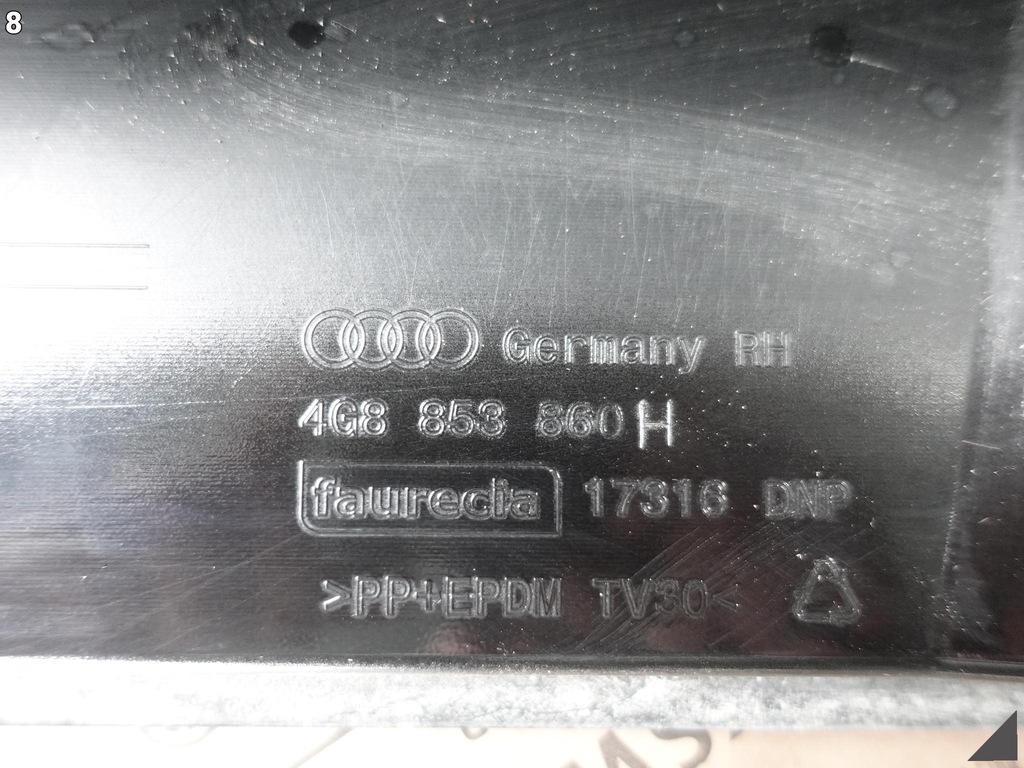 8
Germany RH
4G8 853 860 H
faurecia 17316 DNP
>PP+EPDM TV30<